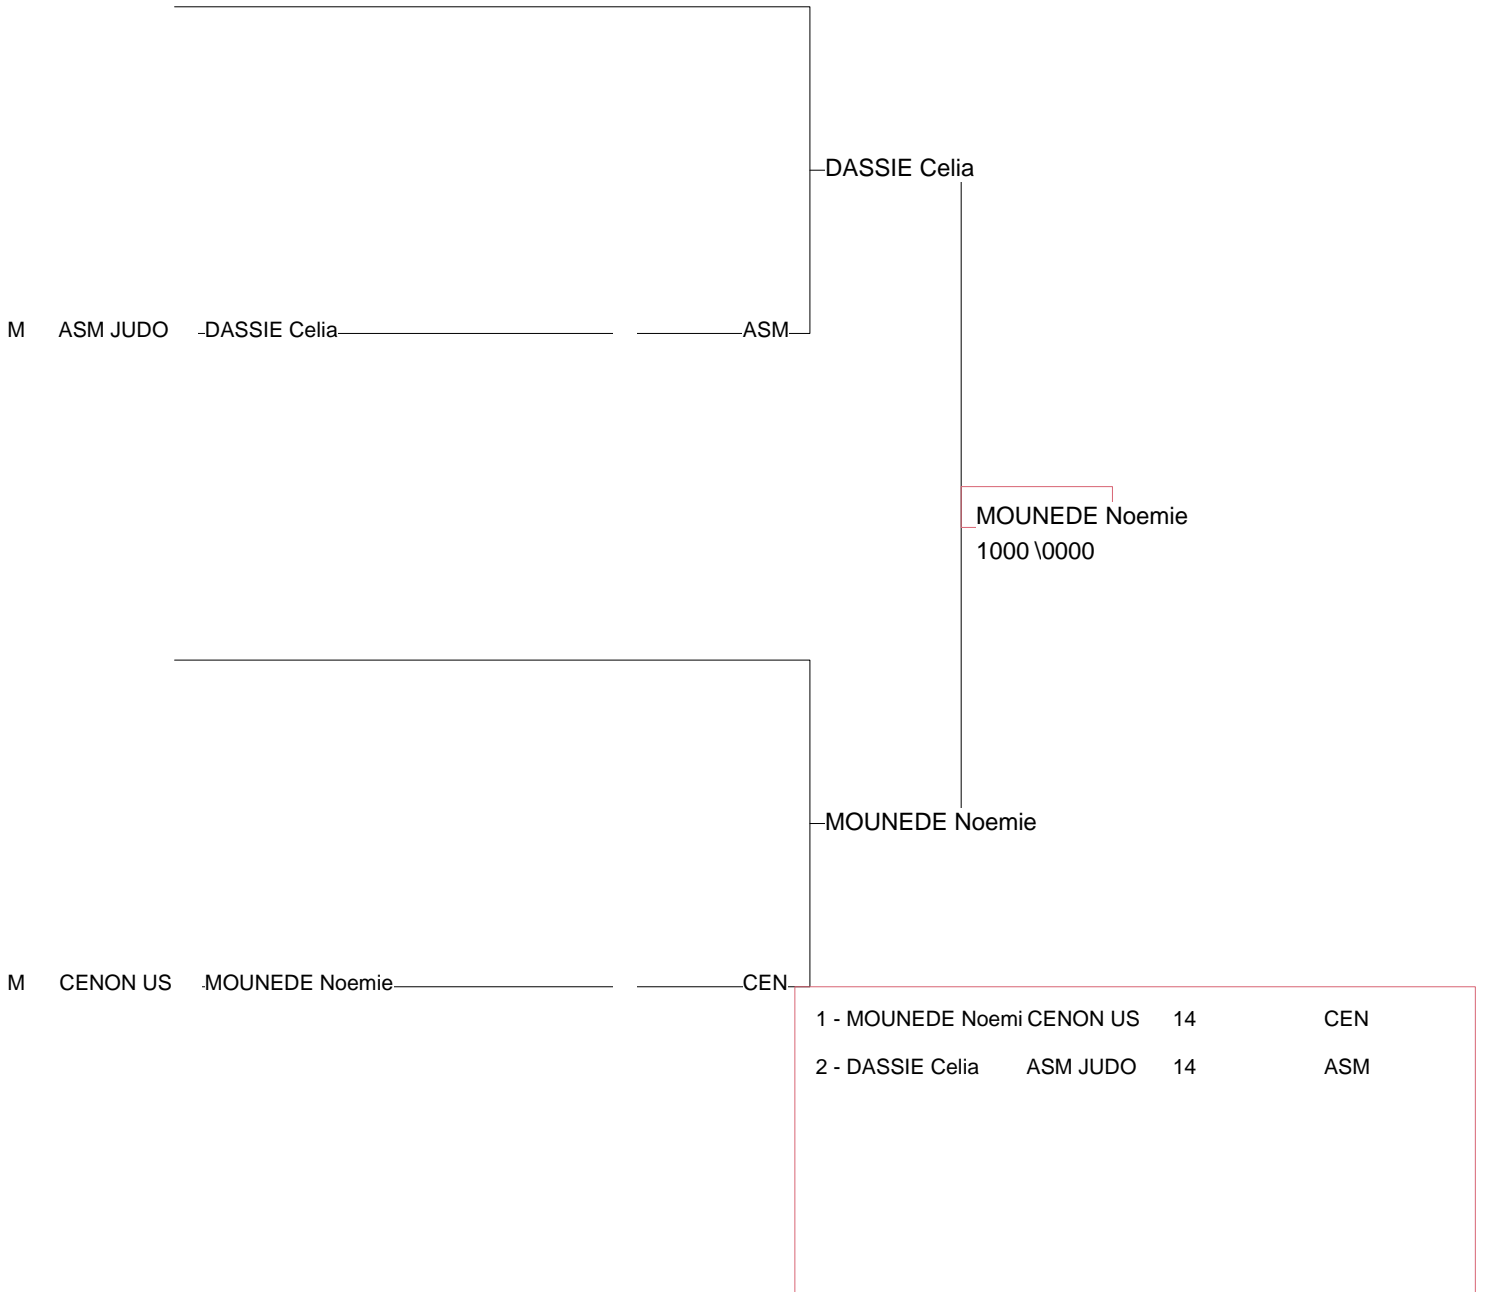 DASSIE Celia
M ASM JUDO DASSIE Celia ASM
MOUNEDE Noemie
1000 \0000
MOUNEDE Noemie
M CENON US MOUNEDE Noemie CEN
1 - MOUNEDE Noemi CENON US 14 CEN
2 - DASSIE Celia ASM JUDO 14 ASM